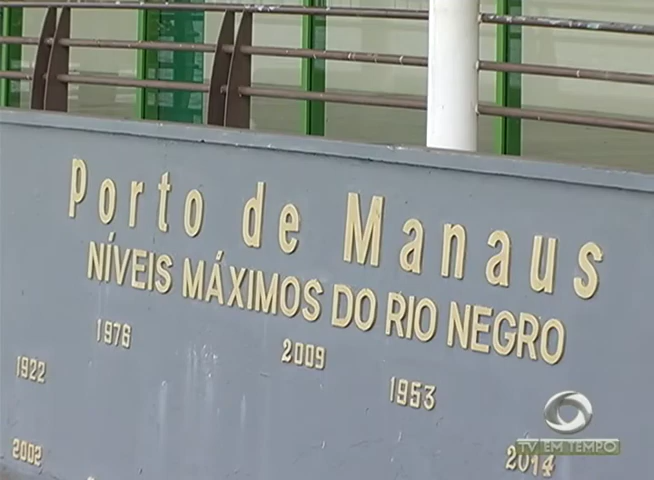 Porto de Manaus
NÍVEIS MÁXIMOS DO RIO NEGRO
1976
2009
1922
1953
2002
2014
TV EM TEMPO